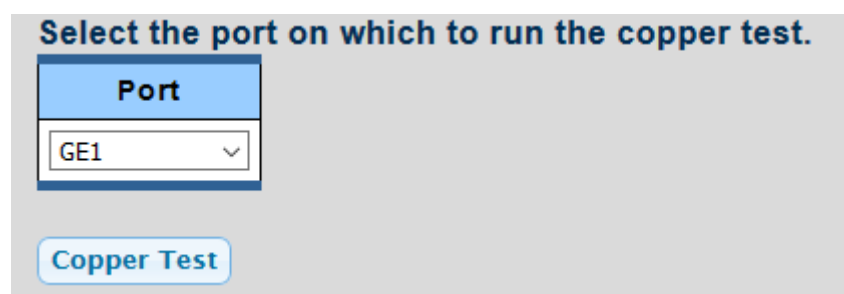 Select the port on which to run the copper test.
Port
GE1
Copper Test